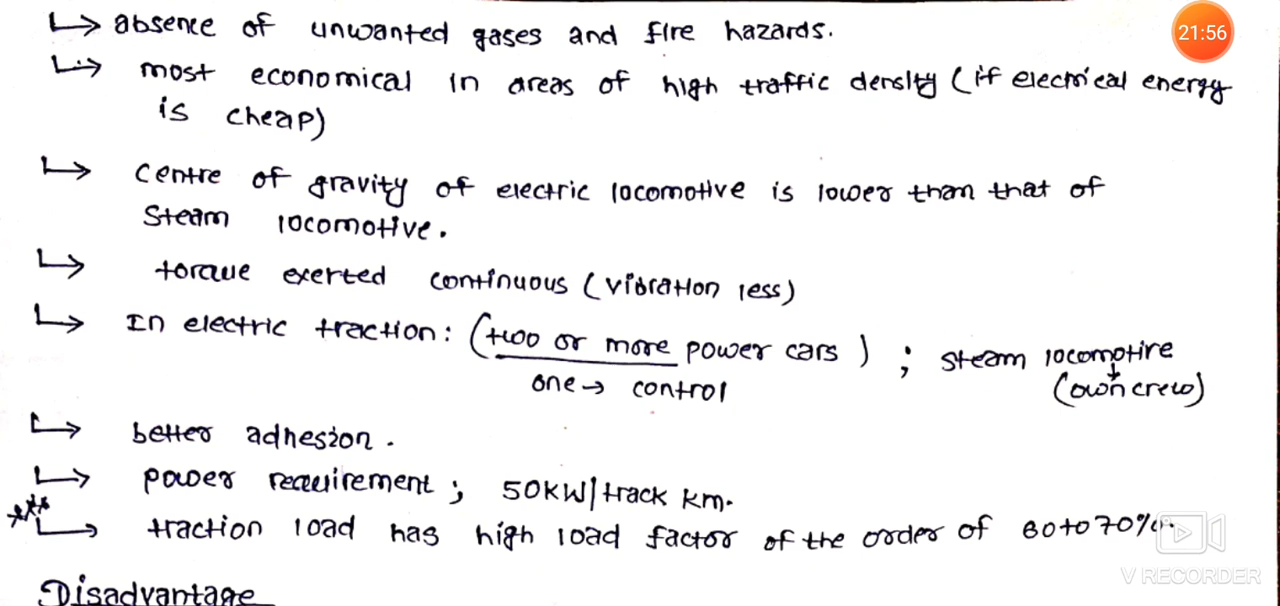 ↳ absence of unwanted gases and fire hazards.
21:56
↳ most economical in areas of high traffic density (if electrical energy
is cheap)
↳ centre of gravity of electric locomotive is lower than that of
steam locomotive.
↳ torque exerted continuous (vibration less)
↳ In electric traction: (two or more power cars) ; steam locomotive
one → control (own crew)
↳ better adhesion.
↳ power requirement ; 50KW/track km.
*** ↳ traction load has high load factor of the order of 60 to 70%.
V RECORDER
Disadvantage